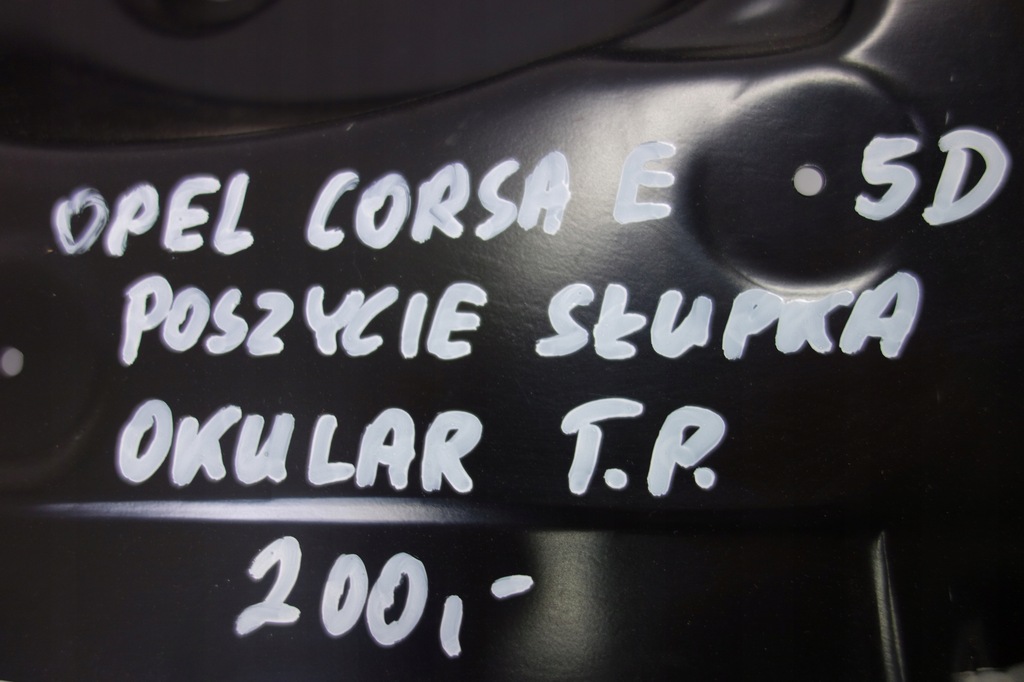 OPEL CORSA E 5D
POSZYCIE SŁUPKA
OKULAR T.P.
200,-